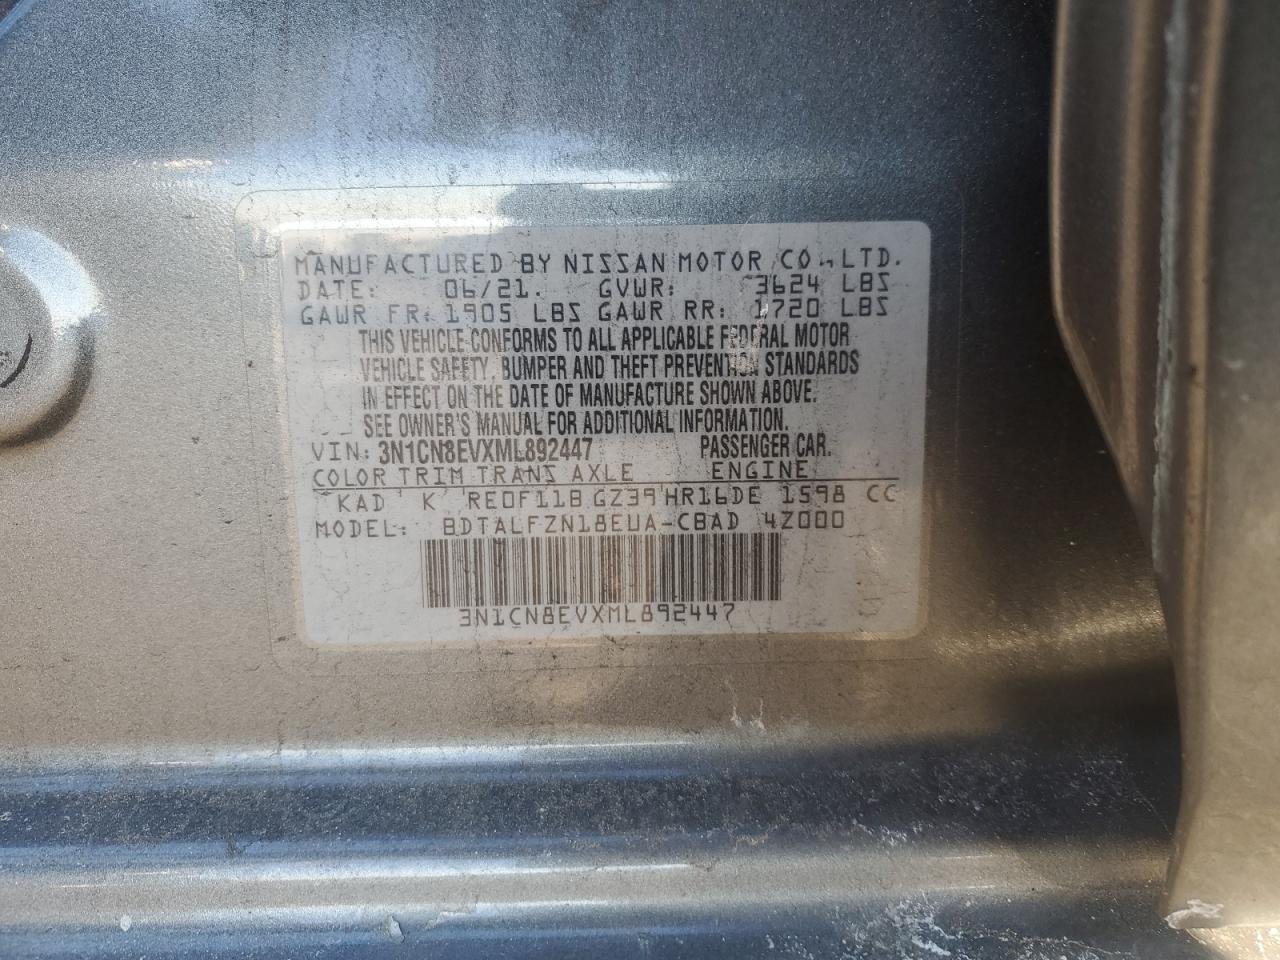 MANUFACTURED BY NISSAN MOTOR CO., LTD.
DATE: 06/21. GVWR: 3624 LBS
GAWR FR: 1905 LBS GAWR RR: 1720 LBS
THIS VEHICLE CONFORMS TO ALL APPLICABLE FEDERAL MOTOR
VEHICLE SAFETY, BUMPER AND THEFT PREVENTION STANDARDS
IN EFFECT ON THE DATE OF MANUFACTURE SHOWN ABOVE.
SEE OWNER'S MANUAL FOR ADDITIONAL INFORMATION.
VIN: 3N1CN8EVXML892447 PASSENGER CAR.
COLOR TRIM TRANS AXLE ENGINE
KAD K RE0F11B GZ39 HR16DE 1598 CC
MODEL: BDTALFZN18EUA-CBAD 4Z000
3N1CN8EVXML892447